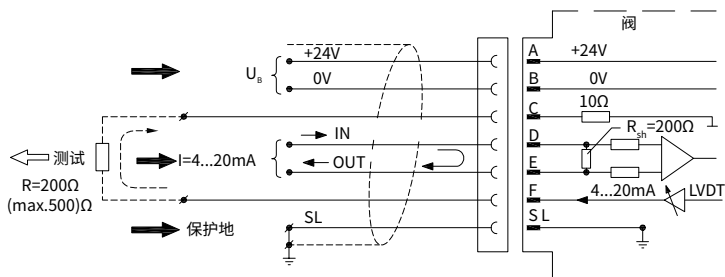 阀
+24V
A
+24V
U_B
0V
B
0V
C
10Ω
D
R_sh=200Ω
IN
测试
I=4...20mA
OUT
E
R=200Ω
(max.500)Ω
F
4...20mA
LVDT
保护地
SL
SL